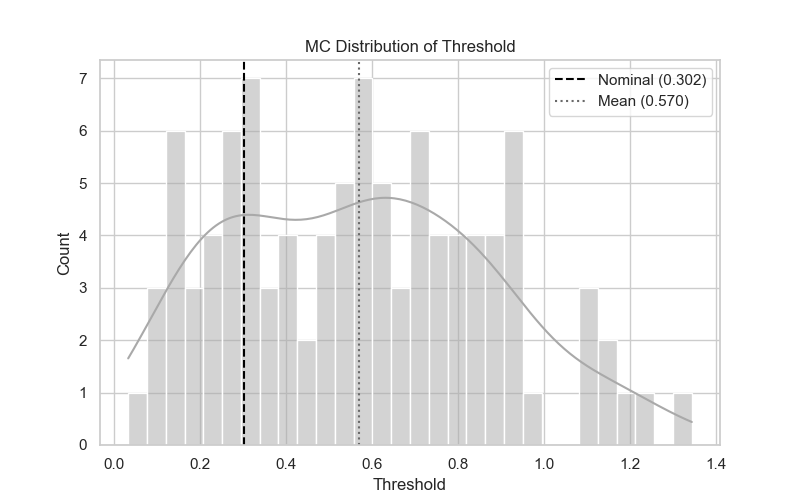 MC Distribution of Threshold
Nominal (0.302)
Mean (0.570)
Count
7
6
5
4
3
2
1
0
0.0 0.2 0.4 0.6 0.8 1.0 1.2 1.4
Threshold